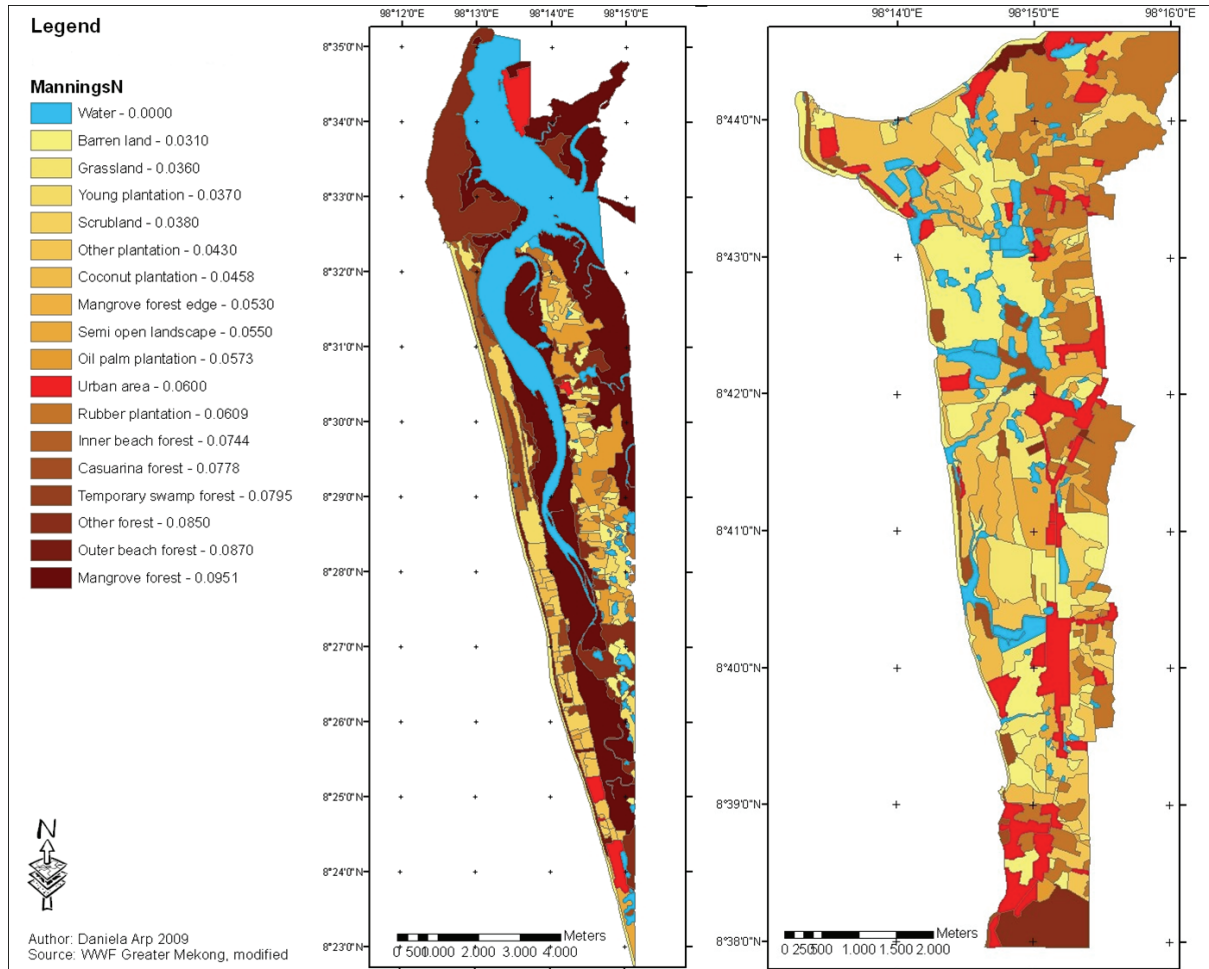 Legend
ManningsN
Water - 0.0000
Barren land - 0.0310
Grassland - 0.0360
Young plantation - 0.0370
Scrubland - 0.0380
Other plantation - 0.0430
Coconut plantation - 0.0458
Mangrove forest edge - 0.0530
Semi open landscape - 0.0550
Oil palm plantation - 0.0573
Urban area - 0.0600
Rubber plantation - 0.0609
Inner beach forest - 0.0744
Casuarina forest - 0.0778
Temporary swamp forest - 0.0795
Other forest - 0.0850
Outer beach forest - 0.0870
Mangrove forest - 0.0951
N
Author: Daniela Arp 2009
Source: WWF Greater Mekong, modified
98°12'0"E 98°13'0"E 98°14'0"E 98°15'0"E
8°35'0"N
8°34'0"N
8°33'0"N
8°32'0"N
8°31'0"N
8°30'0"N
8°29'0"N
8°28'0"N
8°27'0"N
8°26'0"N
8°25'0"N
8°24'0"N
8°23'0"N
Meters
0 500 1.000 2.000 3.000 4.000
98°14'0"E 98°15'0"E 98°16'0"E
8°44'0"N
8°43'0"N
8°42'0"N
8°41'0"N
8°40'0"N
8°39'0"N
8°38'0"N
Meters
0 250 500 1.000 1.500 2.000